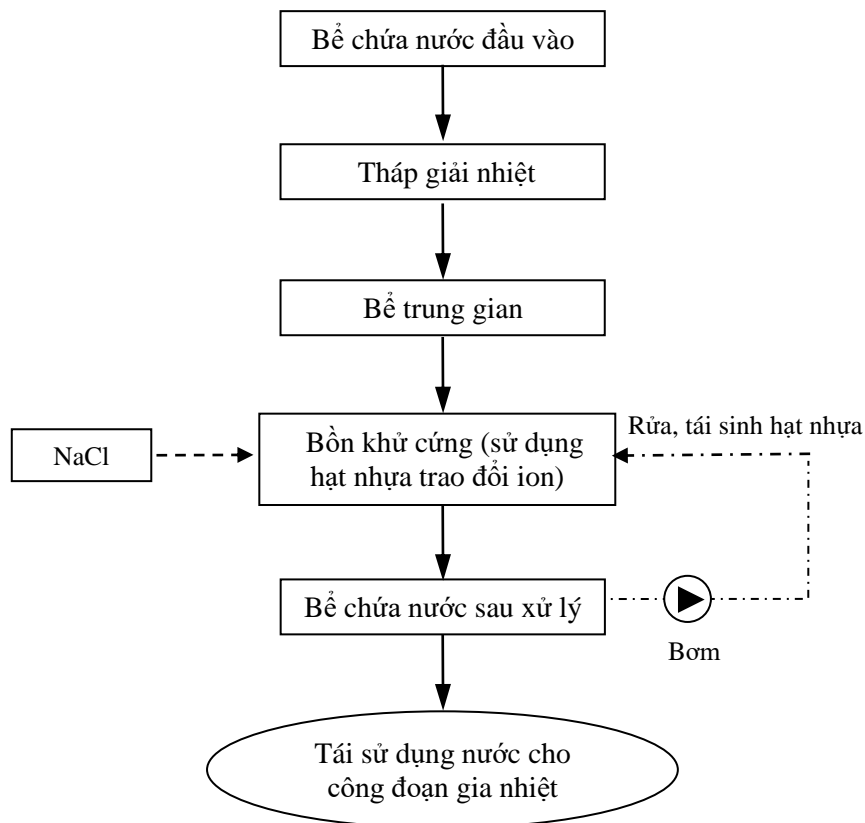 Bể chứa nước đầu vào
Tháp giải nhiệt
Bể trung gian
NaCl
Bồn khử cứng (sử dụng
hạt nhựa trao đổi ion)
Rửa, tái sinh hạt nhựa
Bể chứa nước sau xử lý
Bơm
Tái sử dụng nước cho
công đoạn gia nhiệt